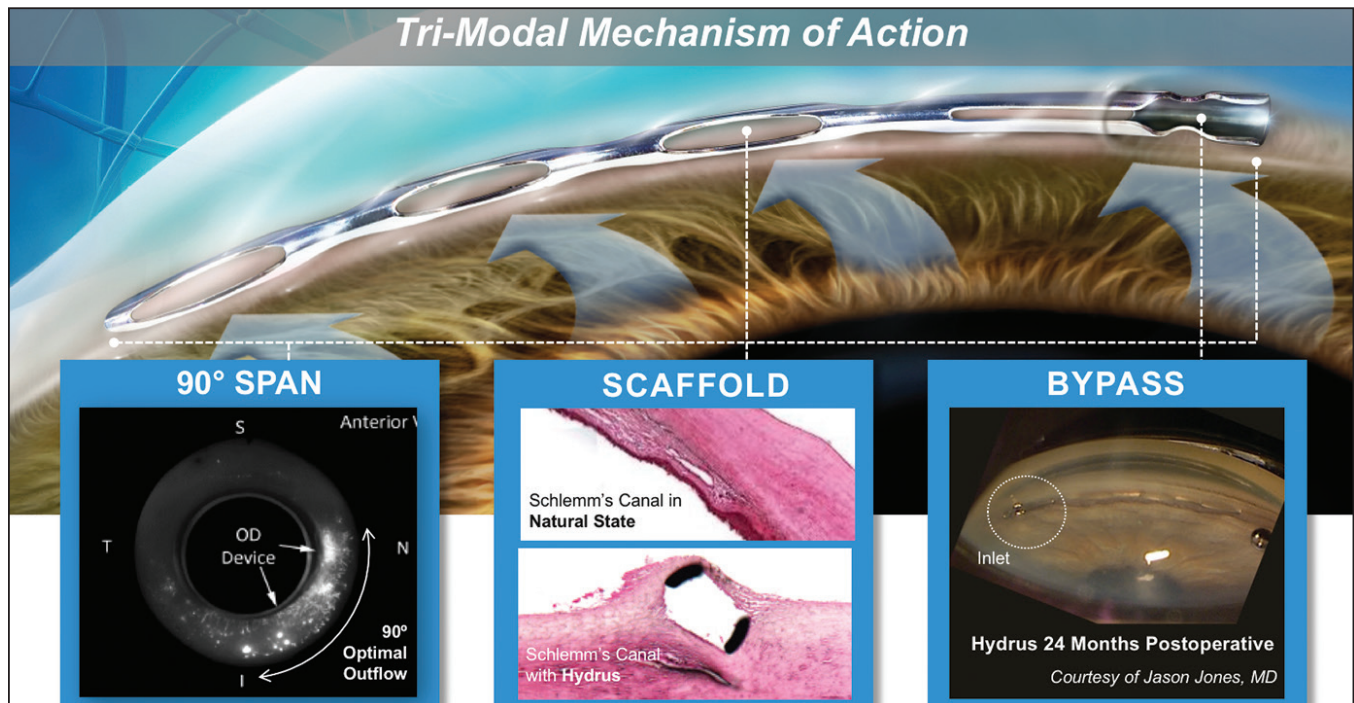 Tri-Modal Mechanism of Action
90° SPAN
Anterior
S
T
OD
Device
N
90º
Optimal
Outflow
I
SCAFFOLD
Schlemm's Canal in
Natural State
Schlemm's Canal
with Hydrus
BYPASS
Inlet
Hydrus 24 Months Postoperative
Courtesy of Jason Jones, MD